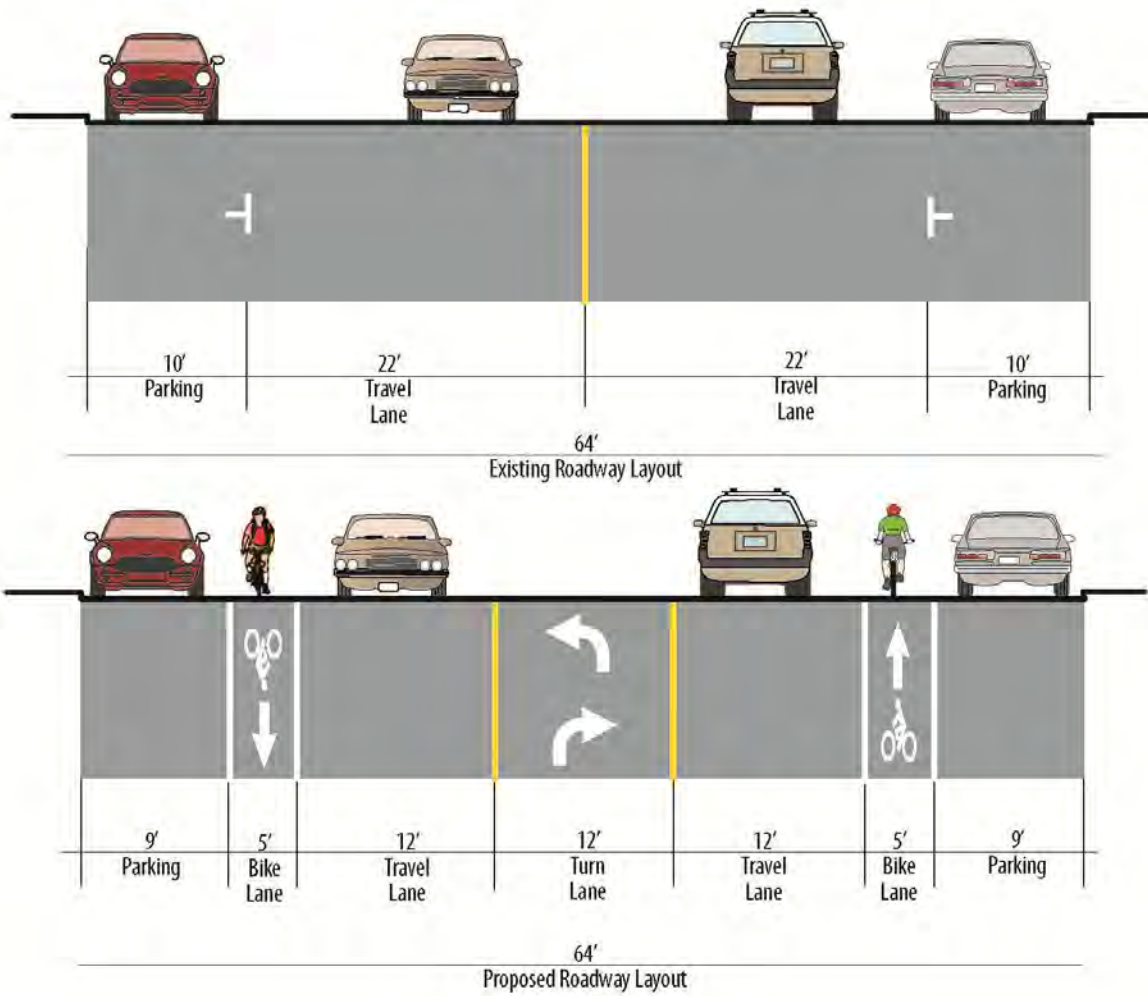 10'
Parking
22'
Travel
Lane
22'
Travel
Lane
10'
Parking
64'
Existing Roadway Layout
9'
Parking
5'
Bike
Lane
12'
Travel
Lane
12'
Turn
Lane
12'
Travel
Lane
5'
Bike
Lane
9'
Parking
64'
Proposed Roadway Layout